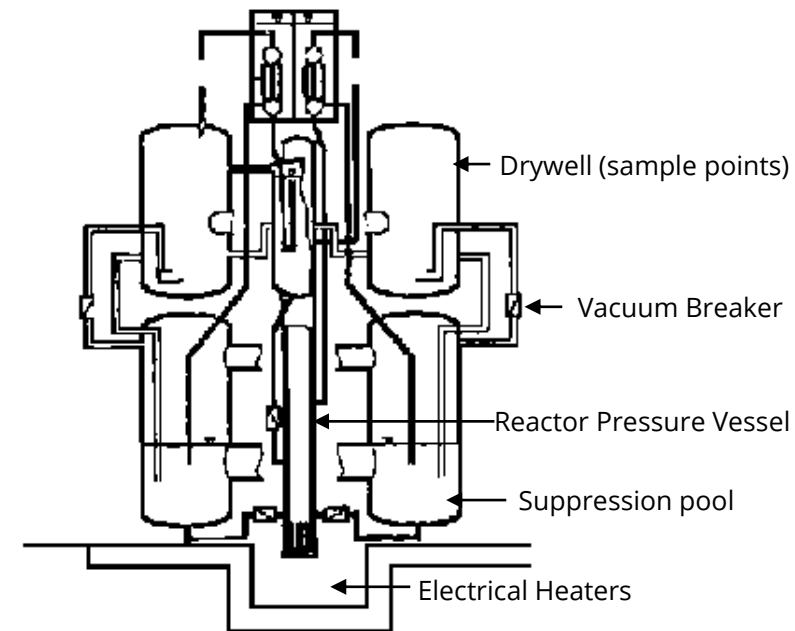 Drywell (sample points)
Vacuum Breaker
Reactor Pressure Vessel
Suppression pool
Electrical Heaters